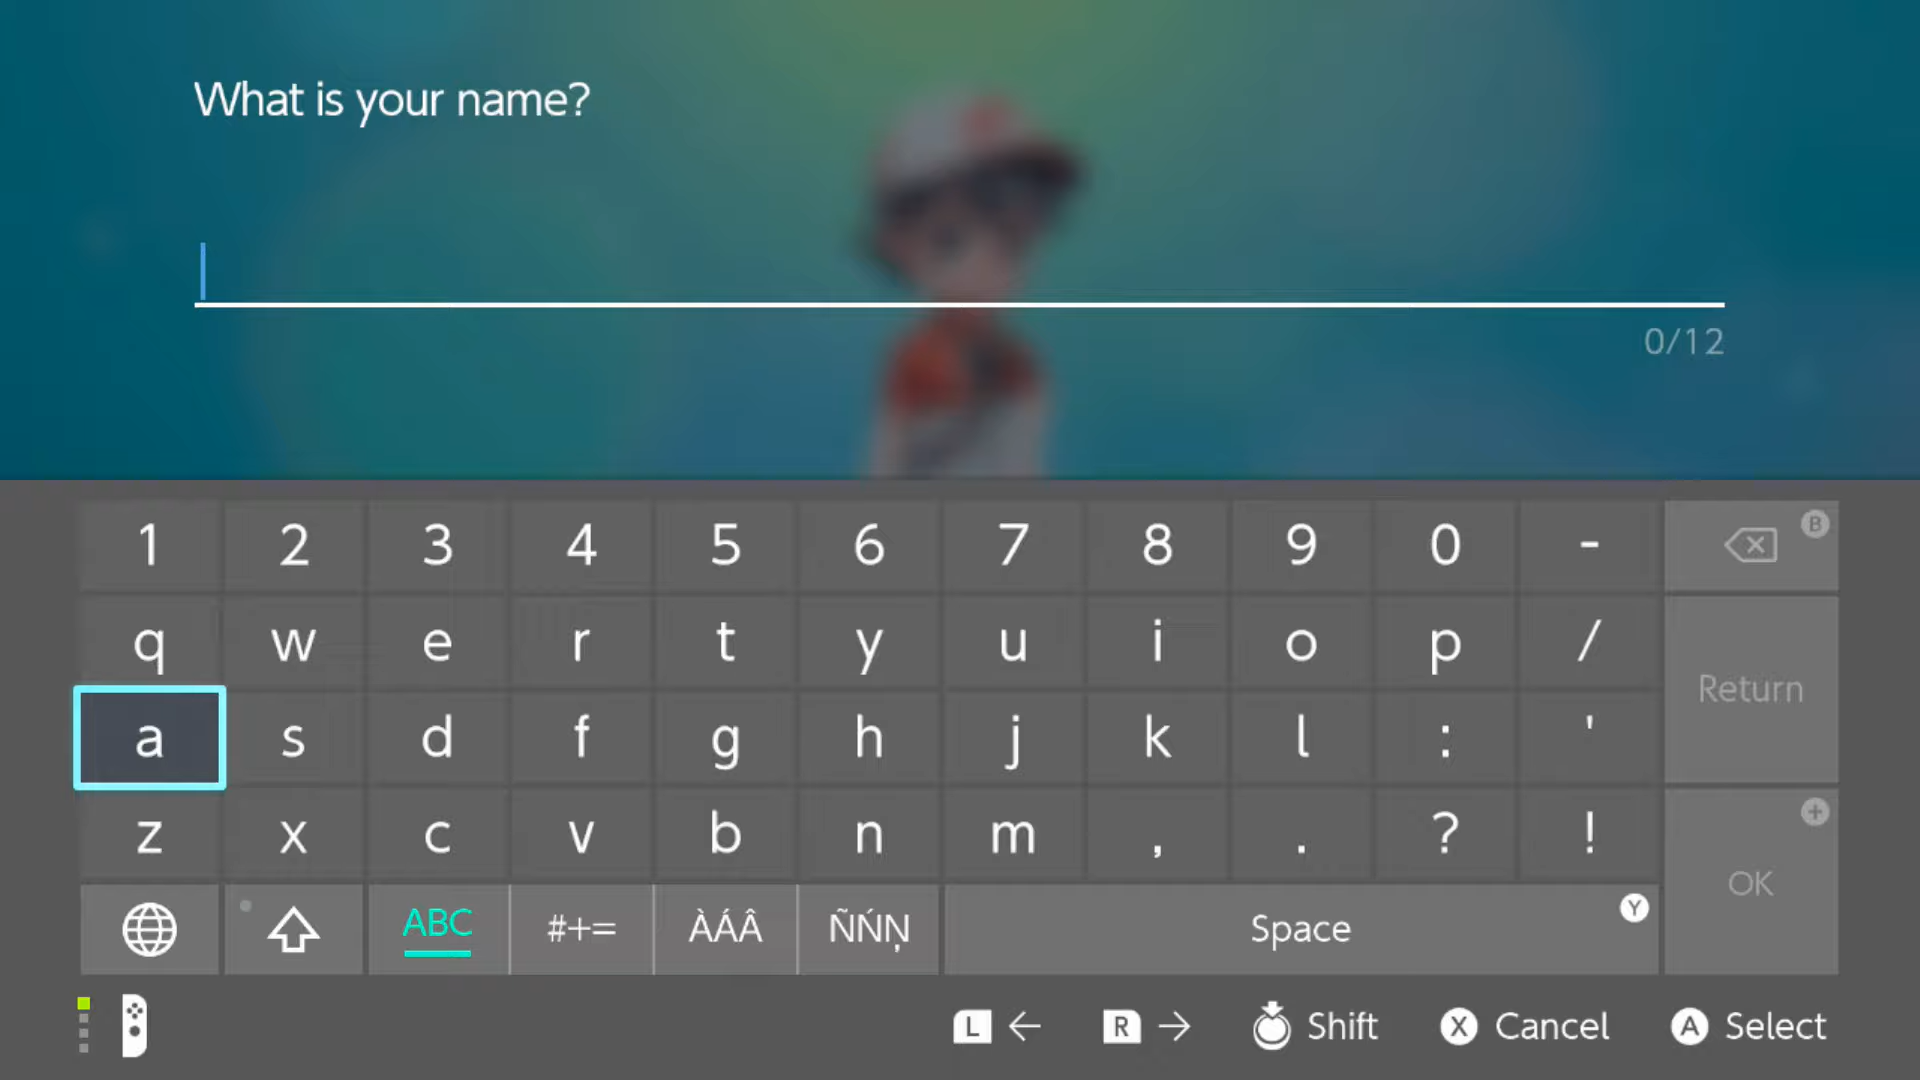 What is your name?
0/12
1 2 3 4 5 6 7 8 9 0 - B
q w e r t y u i o p / Return
a s d f g h j k l : '
z x c v b n m , . ? ! + OK
ABC #+= ÀÁÂ ÑŃŅ Space Y
L ← R → Shift X Cancel A Select